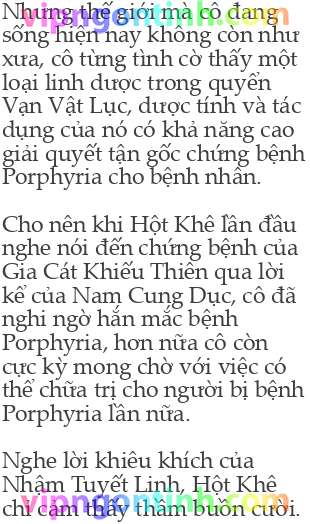 Nhưng thế giới mà cô đang
sống hiện nay không còn như
xưa, cô từng tình cờ thấy một
loại linh dược trong quyển
Vạn Vật Lục, dược tính và tác
dụng của nó có khả năng cao
giải quyết tận gốc chứng bệnh
Porphyria cho bệnh nhân.
Cho nên khi Hột Khê lần đầu
nghe nói đến chứng bệnh của
Gia Cát Khiếu Thiên qua lời
kể của Nam Cung Dục, cô đã
nghi ngờ hắn mắc bệnh
Porphyria, hơn nữa cô còn
cực kỳ mong chờ với việc có
thể chữa trị cho người bị bệnh
Porphyria lần nữa.
Nghe lời khiêu khích của
Nhâm Tuyết Linh, Hột Khê
chỉ cảm thấy thầm buồn cười.
vipngontinh.com
vipngontinh.com